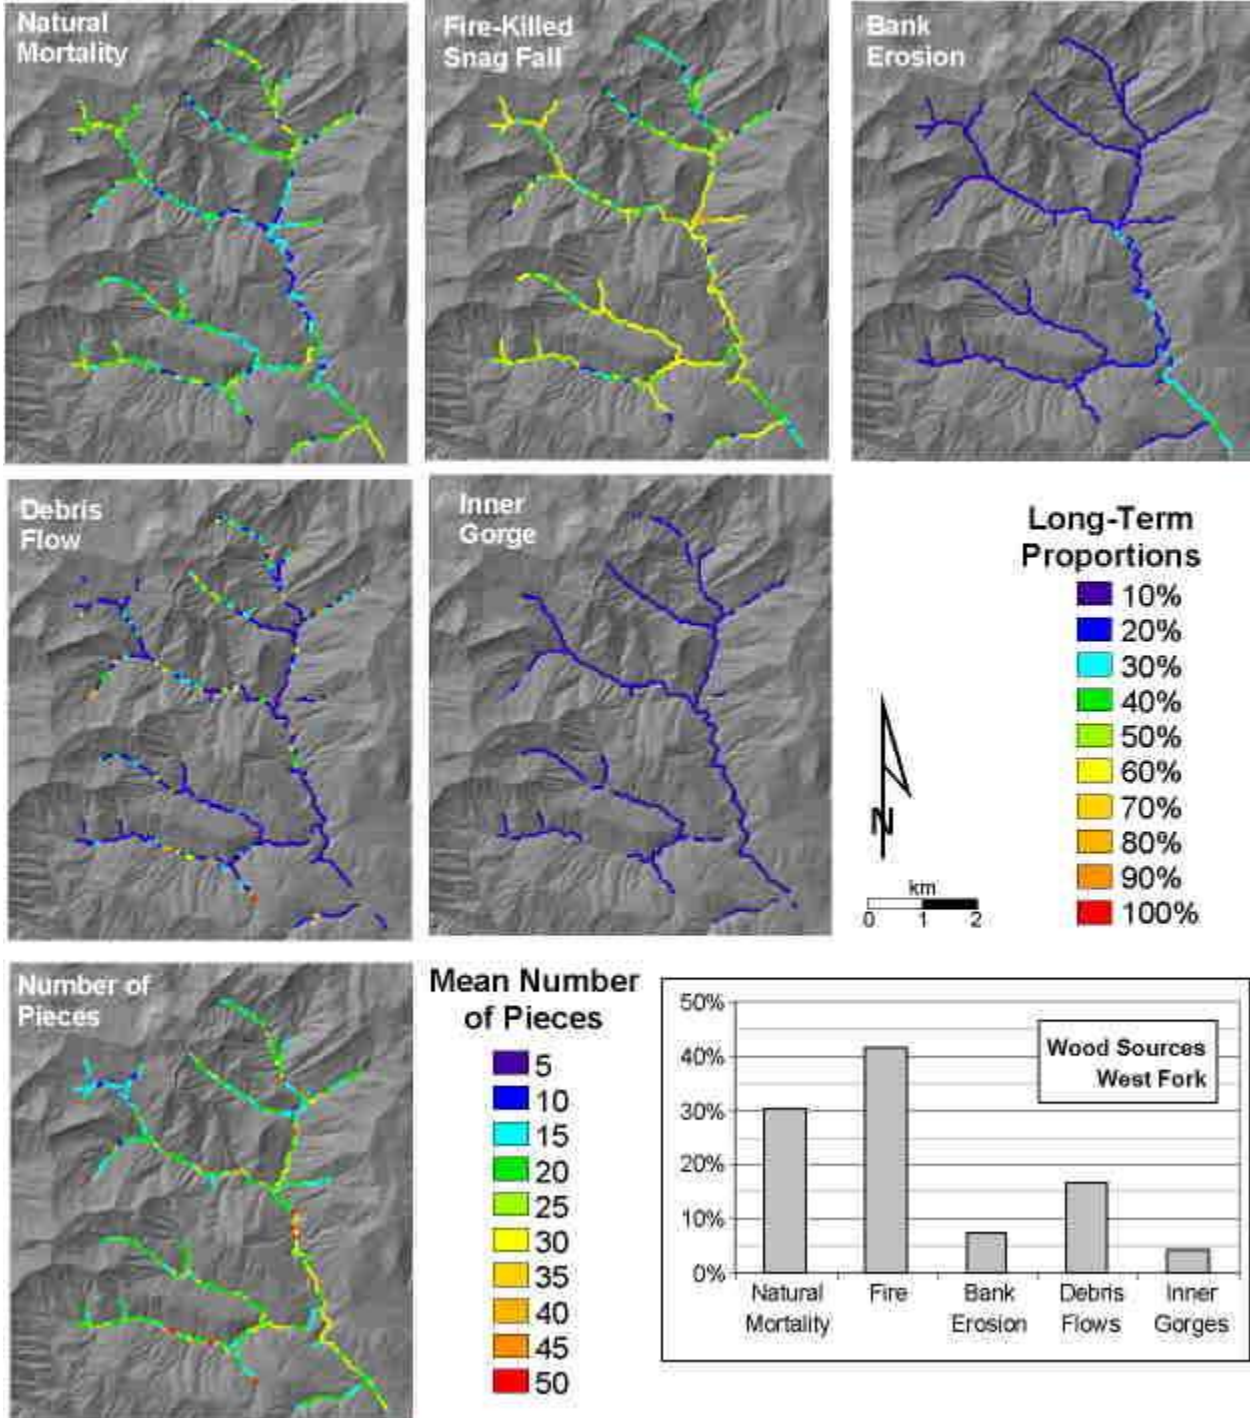 Natural
Mortality
Fire-Killed
Snag Fall
Bank
Erosion
Debris
Flow
Inner
Gorge
Long-Term
Proportions
10%
20%
30%
40%
50%
60%
70%
80%
90%
100%
N
km
0 1 2
Number of
Pieces
Mean Number
of Pieces
5
10
15
20
25
30
35
40
45
50
50%
40%
30%
20%
10%
0%
Wood Sources
West Fork
Natural
Mortality
Fire
Bank
Erosion
Debris
Flows
Inner
Gorges